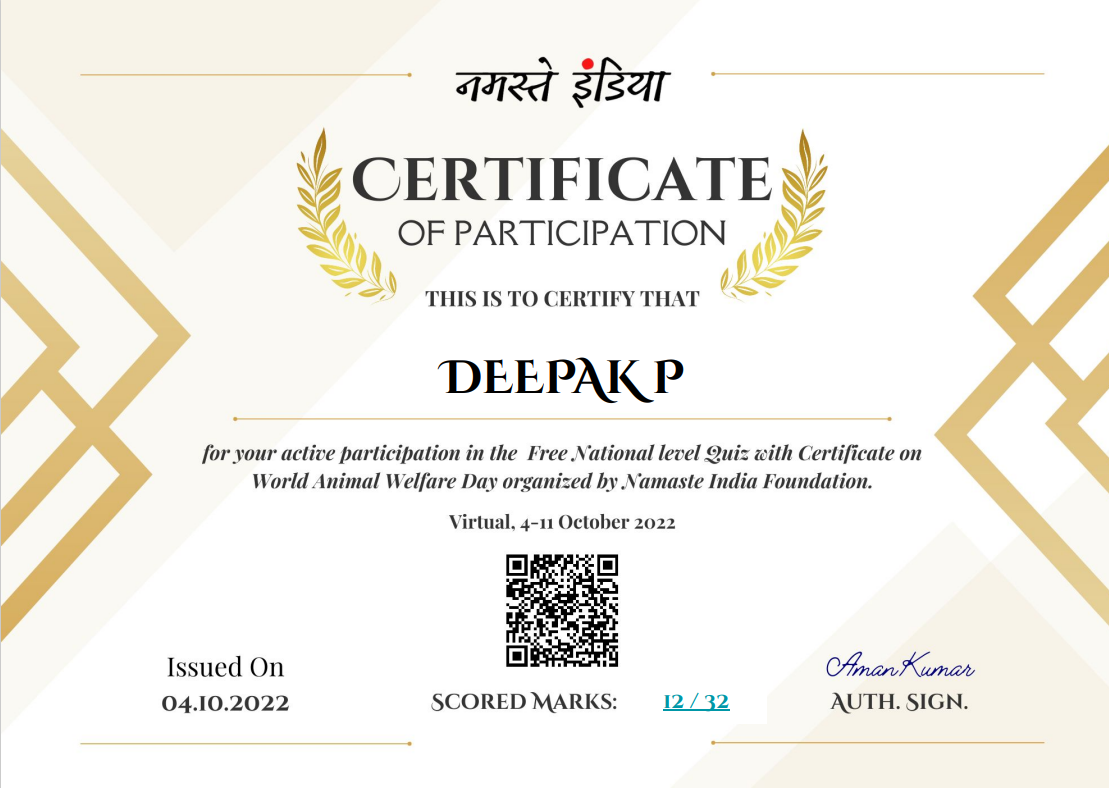 नमस्ते इंडिया
CERTIFICATE
OF PARTICIPATION
THIS IS TO CERTIFY THAT
DEEPAK P
for your active participation in the Free National level Quiz with Certificate on
World Animal Welfare Day organized by Namaste India Foundation.
Virtual, 4-11 October 2022
Issued On
04.10.2022
SCORED MARKS: 12 / 32
Aman Kumar
AUTH. SIGN.